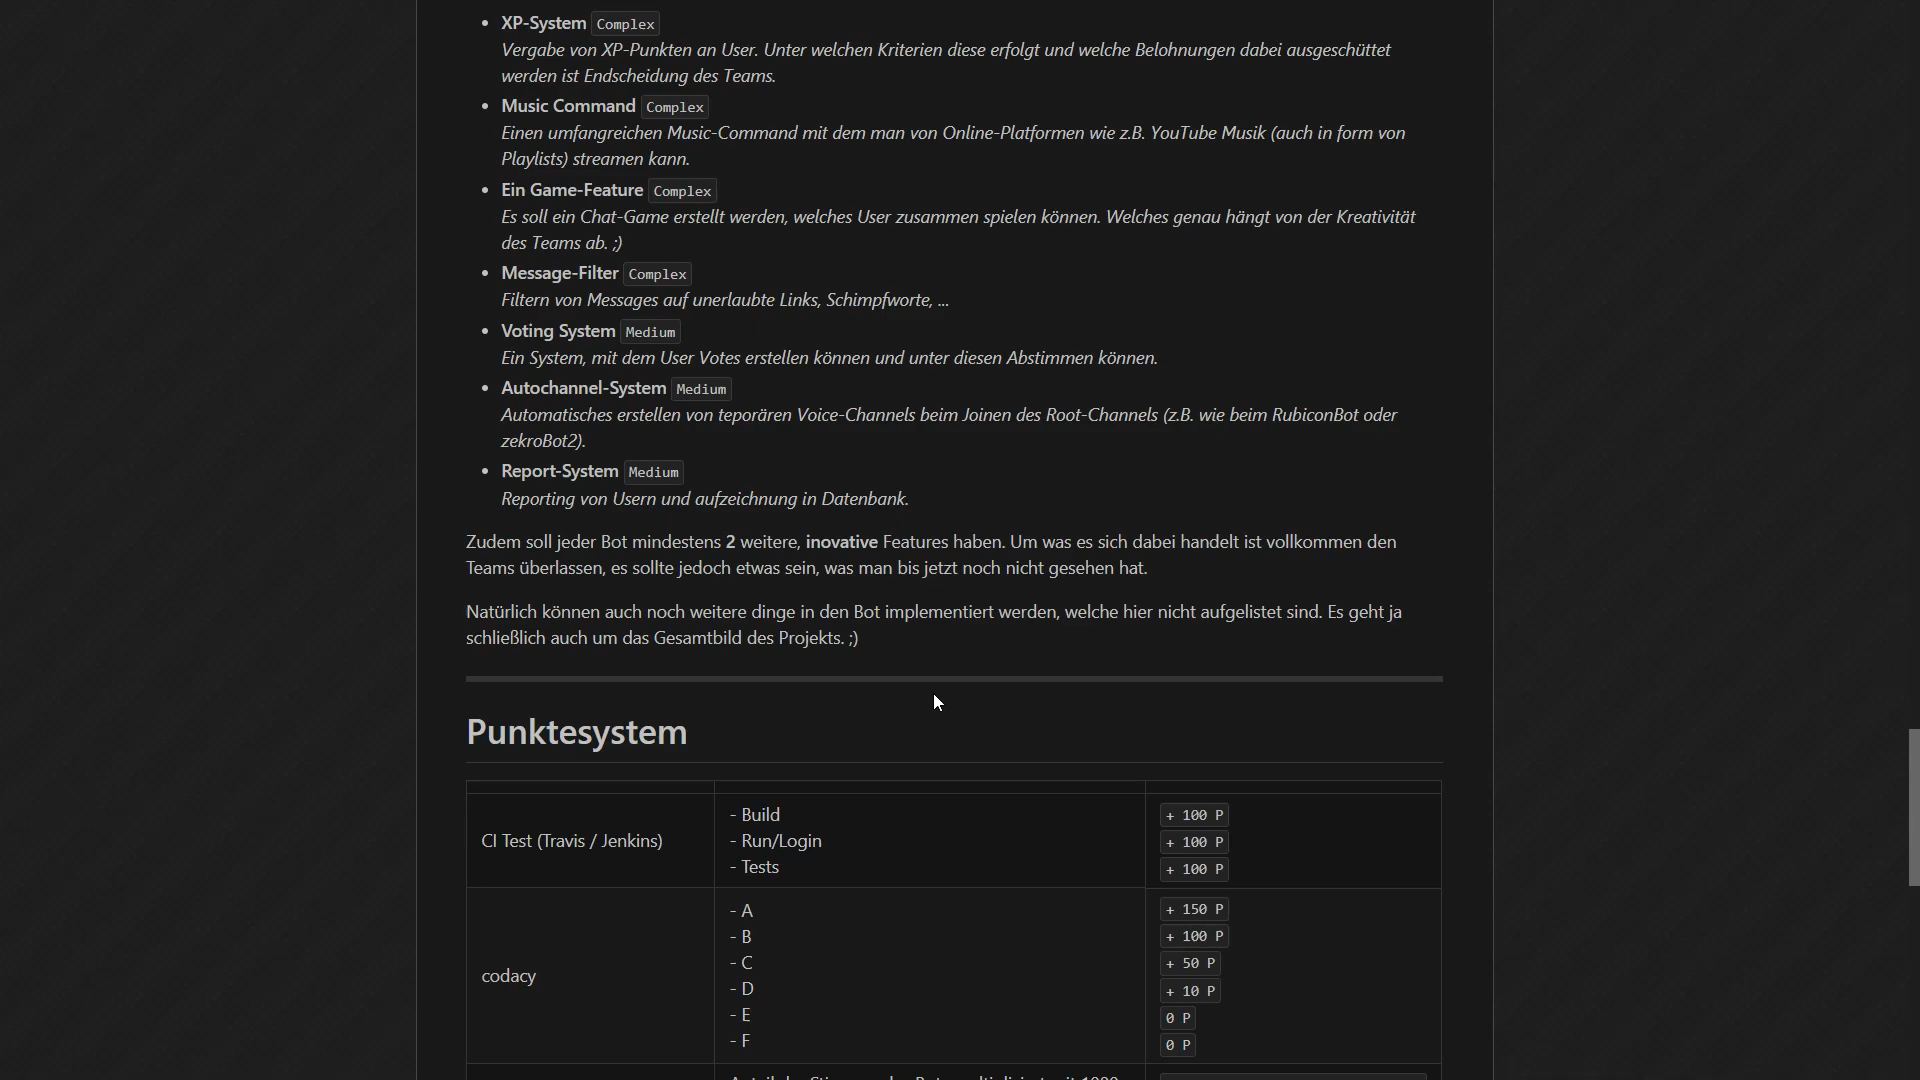 XP-System Complex
Vergabe von XP-Punkten an User. Unter welchen Kriterien diese erfolgt und welche Belohnungen dabei ausgeschüttet
werden ist Endscheidung des Teams.
Music Command Complex
Einen umfangreichen Music-Command mit dem man von Online-Platformen wie z.B. YouTube Musik (auch in form von
Playlists) streamen kann.
Ein Game-Feature Complex
Es soll ein Chat-Game erstellt werden, welches User zusammen spielen können. Welches genau hängt von der Kreativität
des Teams ab. ;)
Message-Filter Complex
Filtern von Messages auf unerlaubte Links, Schimpfworte, ...
Voting System Medium
Ein System, mit dem User Votes erstellen können und unter diesen Abstimmen können.
Autochannel-System Medium
Automatisches erstellen von teporären Voice-Channels beim Joinen des Root-Channels (z.B. wie beim RubiconBot oder
zekroBot2).
Report-System Medium
Reporting von Usern und aufzeichnung in Datenbank.
Zudem soll jeder Bot mindestens 2 weitere, inovative Features haben. Um was es sich dabei handelt ist vollkommen den
Teams überlassen, es sollte jedoch etwas sein, was man bis jetzt noch nicht gesehen hat.
Natürlich können auch noch weitere dinge in den Bot implementiert werden, welche hier nicht aufgelistet sind. Es geht ja
schließlich auch um das Gesamtbild des Projekts. ;)
Punktesystem
CI Test (Travis / Jenkins)
- Build
- Run/Login
- Tests
+ 100 P
+ 100 P
+ 100 P
codacy
- A
- B
- C
- D
- E
- F
+ 150 P
+ 100 P
+ 50 P
+ 10 P
0 P
0 P